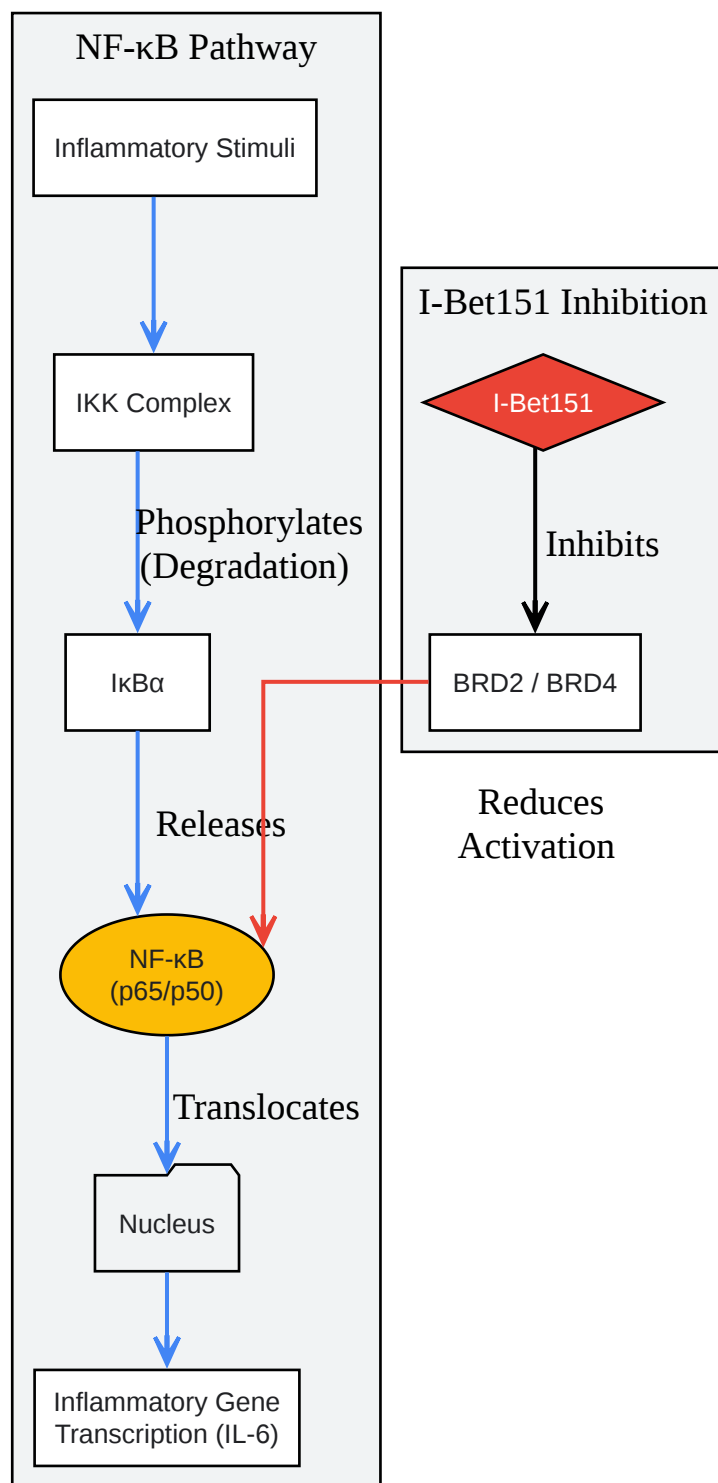 NF-κB Pathway
Inflammatory Stimuli
IKK Complex
Phosphorylates
(Degradation)
IκBα
Releases
NF-κB
(p65/p50)
Translocates
Nucleus
Inflammatory Gene
Transcription (IL-6)
I-Bet151 Inhibition
I-Bet151
Inhibits
BRD2 / BRD4
Reduces
Activation